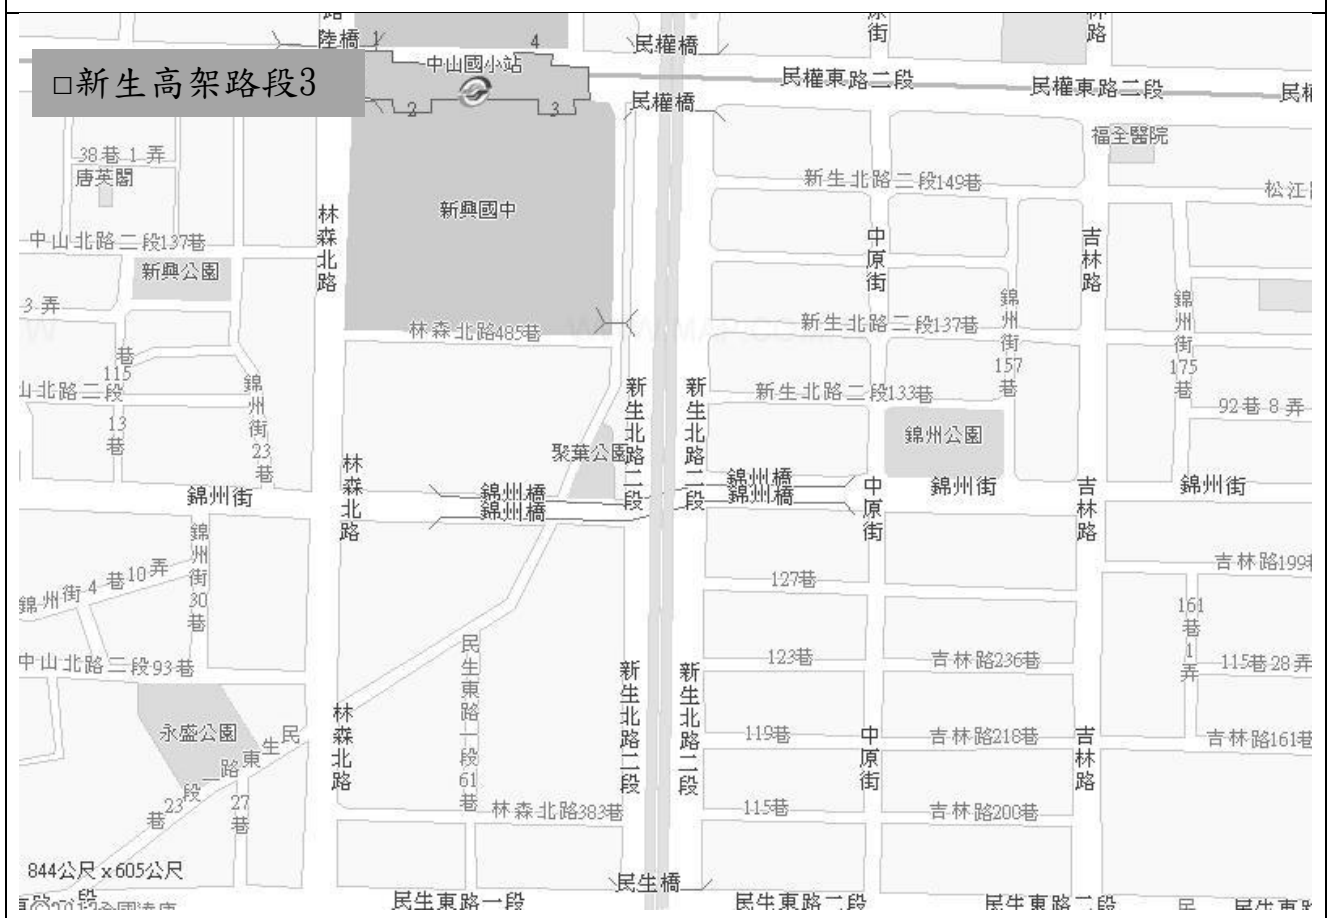 陸橋
1
4
民權橋
街
路
□新生高架路段3
中山國小站
2
3
民權東路二段
民權東路二段
民權橋
福全醫院
38巷1弄
唐英閣
新生北路二段149巷
松江
林森北路
新興國中
中山北路二段137巷
中原街
吉林路
新興公園
3弄
錦州街157巷
錦州街175巷
林森北路485巷
新生北路二段137巷
巷
115
山北路二段
13巷
錦州街23巷
新生北路二段
新生北路二段
新生北路二段133巷
92巷8弄
聚葉公園
錦州公園
林森北路
錦州街
錦州橋
錦州橋
錦州橋
錦州橋
中原街
錦州街
吉林路
錦州街
錦州街30巷
錦州街4巷10弄
127巷
吉林路199巷
161巷1弄
中山北路二段93巷
民生東路一段61巷
新生北路二段
新生北路二段
123巷
吉林路236巷
115巷28弄
永盛公園
民生東路一段23巷
林森北路
119巷
中原街
吉林路218巷
吉林路
吉林路161巷
27巷
林森北路383巷
115巷
吉林路200巷
844公尺x605公尺
民生橋
民生東路一段
民生東路二段
民生東路二段
民
民生東